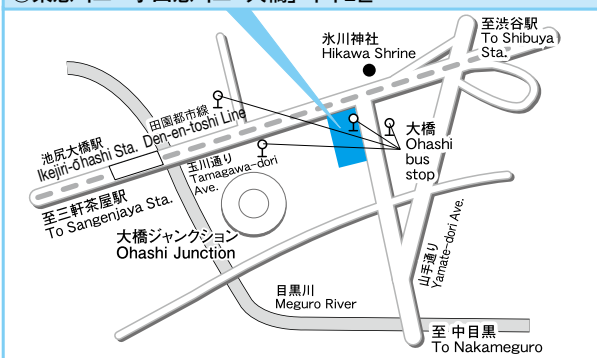 至渋谷駅
To Shibuya
Sta.
氷川神社
Hikawa Shrine
田園都市線
Den-en-toshi Line
大橋
Ohashi
bus
stop
池尻大橋駅
Ikejiri-ōhashi Sta.
玉川通り
Tamagawa-dori
Ave.
至三軒茶屋駅
To Sangenjaya Sta.
大橋ジャンクション
Ohashi Junction
山手通り
Yamate-dori Ave.
目黒川
Meguro River
至 中目黒
To Nakameguro